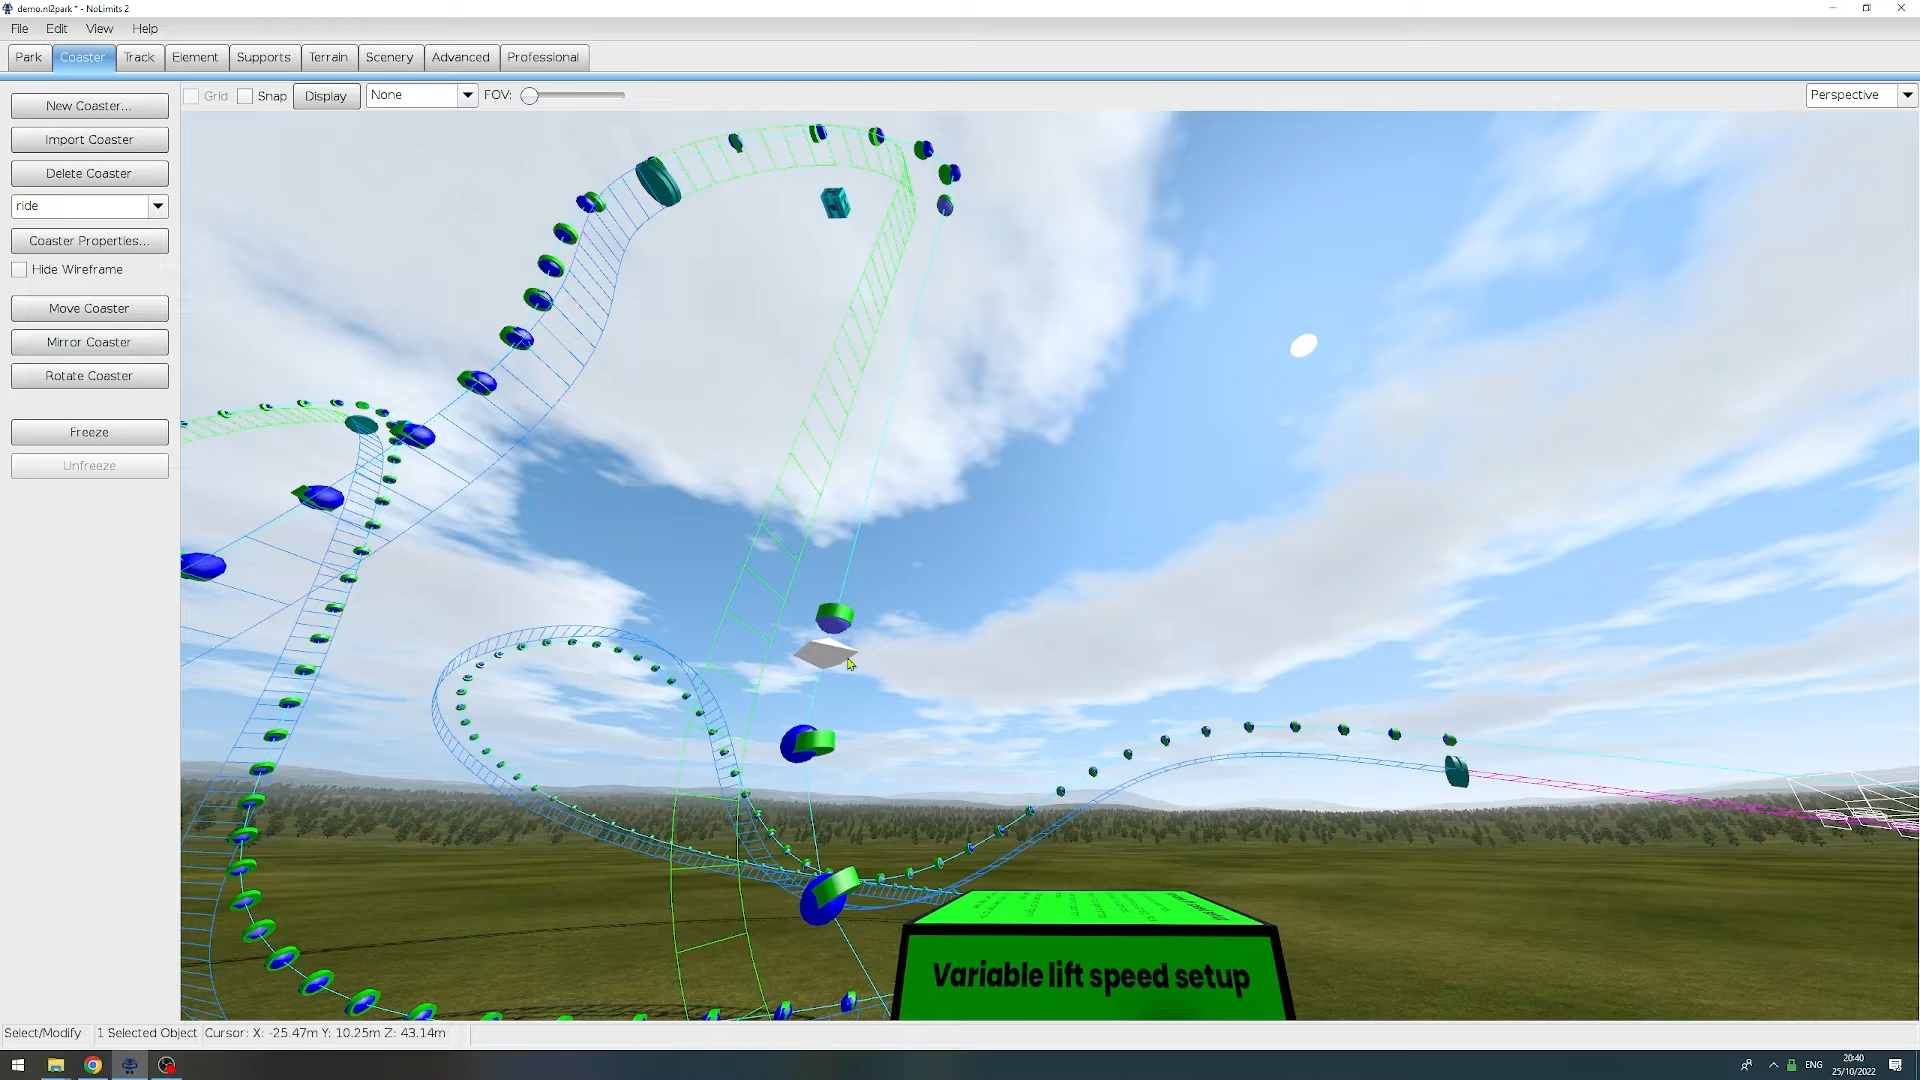 demo.nl2park * - NoLimits 2
File Edit View Help
Park Coaster Track Element Supports Terrain Scenery Advanced Professional
Grid Snap Display None FOV: Perspective
New Coaster...
Import Coaster
Delete Coaster
ride
Coaster Properties...
Hide Wireframe
Move Coaster
Mirror Coaster
Rotate Coaster
Freeze
Unfreeze
Variable lift speed setup
Select/Modify 1 Selected Object Cursor: X: -25.47m Y: 10.25m Z: 43.14m
ENG
20:40
25/10/2022